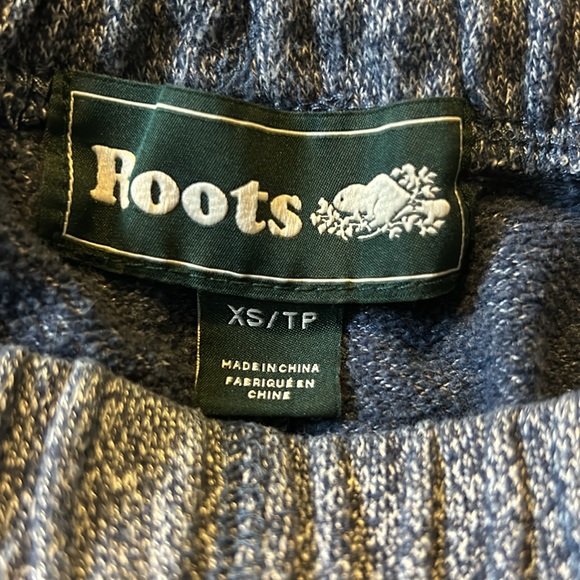 Roots
XS/TP
MADE IN CHINA
FABRIQUÉ EN
CHINE